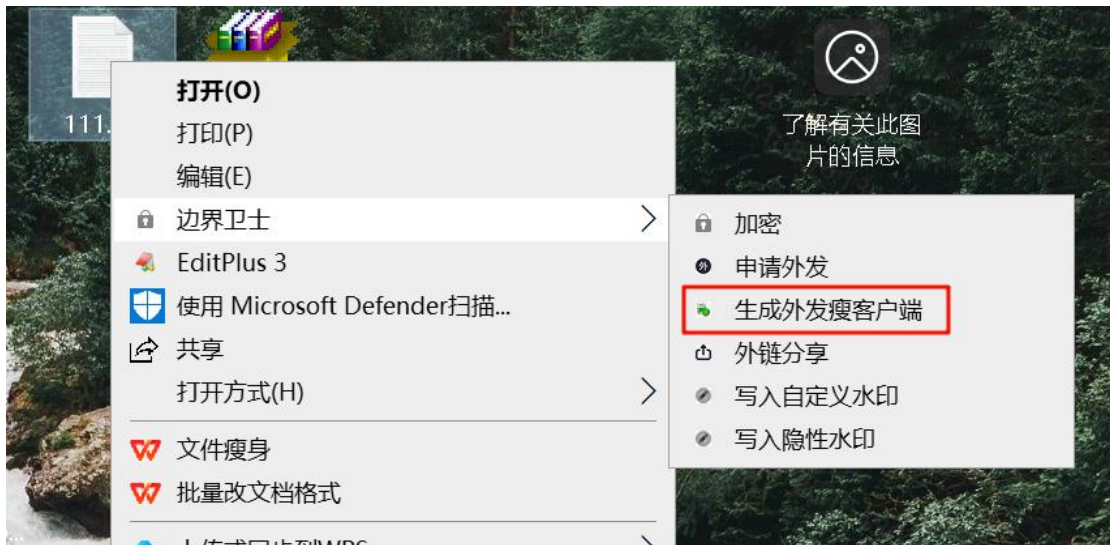 111.
了解有关此图
片的信息
打开(O)
打印(P)
编辑(E)
边界卫士
EditPlus 3
使用 Microsoft Defender扫描...
共享
打开方式(H)
文件瘦身
批量改文档格式
加密
申请外发
生成外发瘦客户端
外链分享
写入自定义水印
写入隐性水印